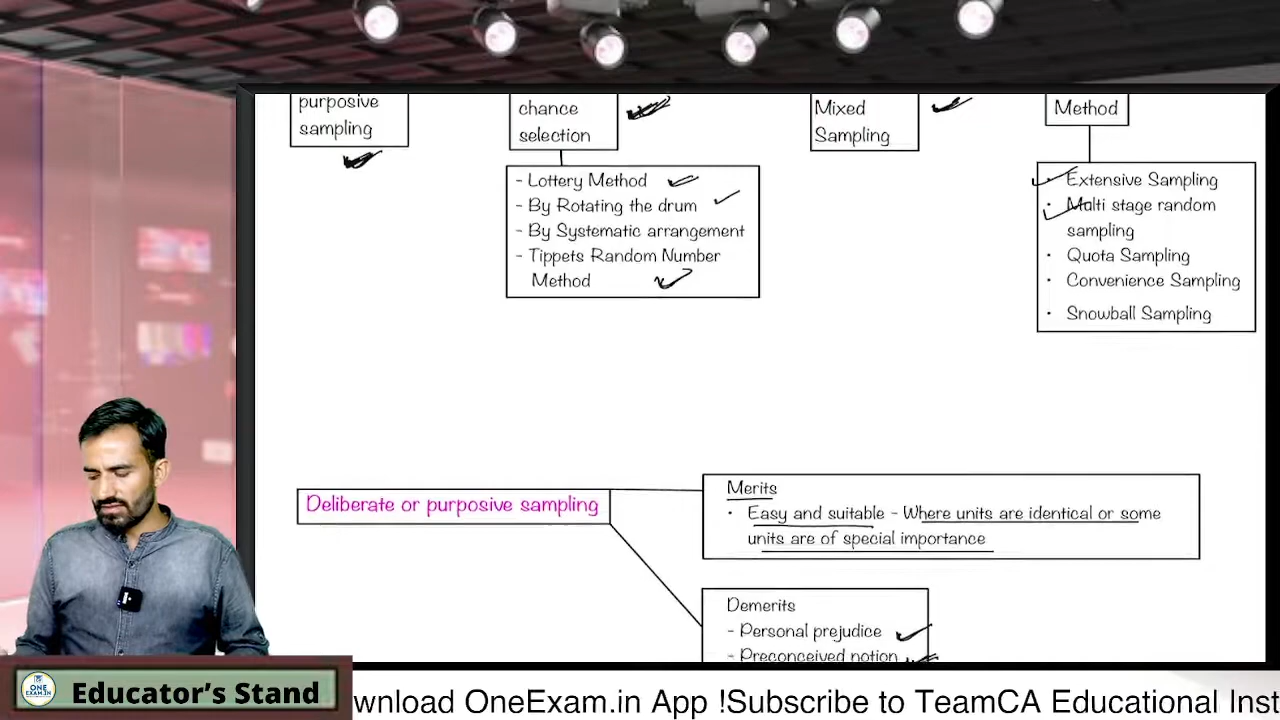 purposive
sampling
chance
selection
Mixed
Sampling
Method
- Lottery Method
- By Rotating the drum
- By Systematic arrangement
- Tippets Random Number
Method
· Extensive Sampling
· Multi stage random
sampling
· Quota Sampling
· Convenience Sampling
· Snowball Sampling
Deliberate or purposive sampling
Merits
· Easy and suitable - Where units are identical or some
units are of special importance
Demerits
- Personal prejudice
- Preconceived notion
ONE
EXAM.IN
Educator's Stand
wnload OneExam.in App !Subscribe to TeamCA Educational Inst